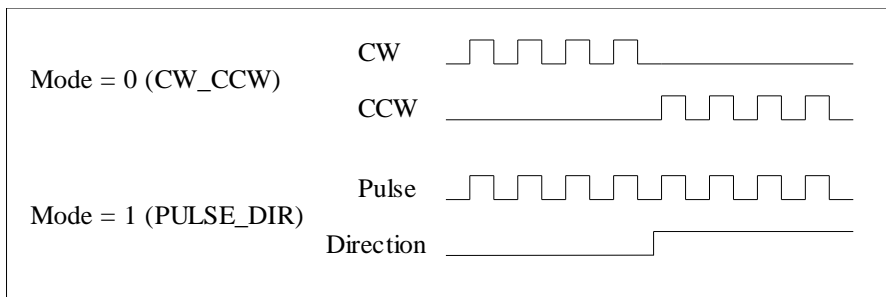 CW
Mode = 0 (CW_CCW)
CCW
Pulse
Mode = 1 (PULSE_DIR)
Direction